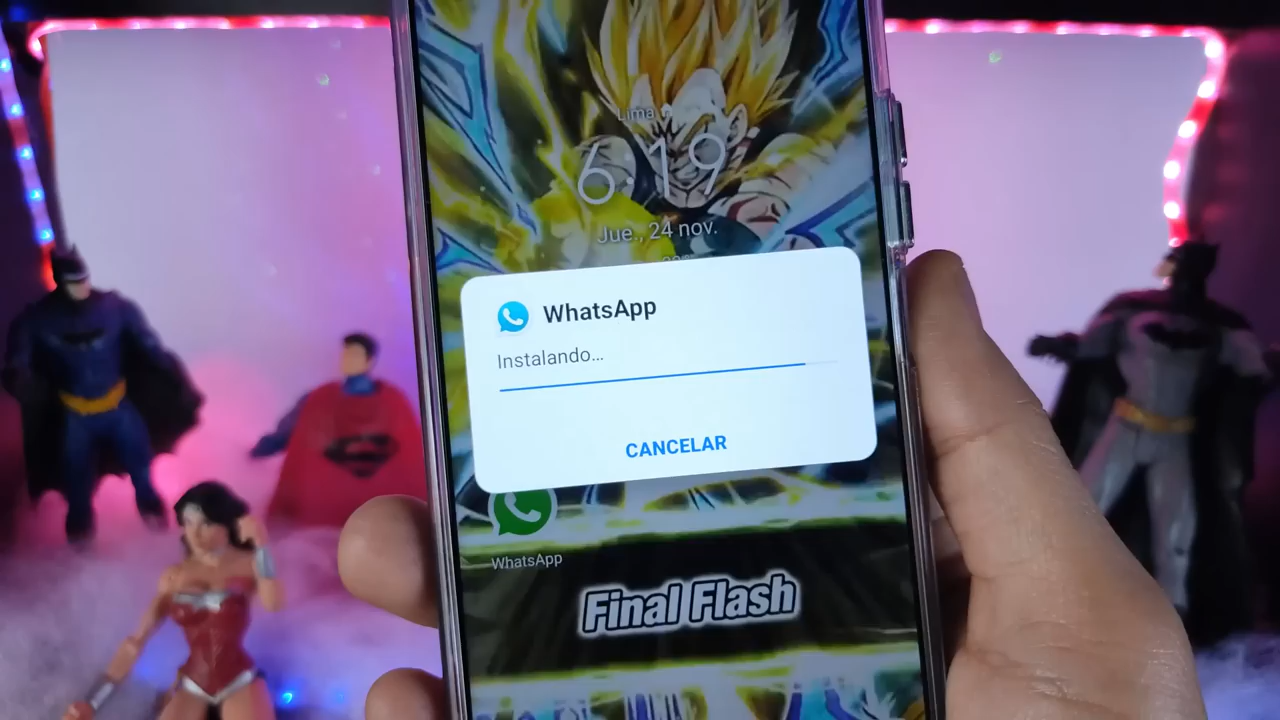 Lima
6:19
Jue., 24 nov.
WhatsApp
Instalando...
CANCELAR
WhatsApp
Final Flash